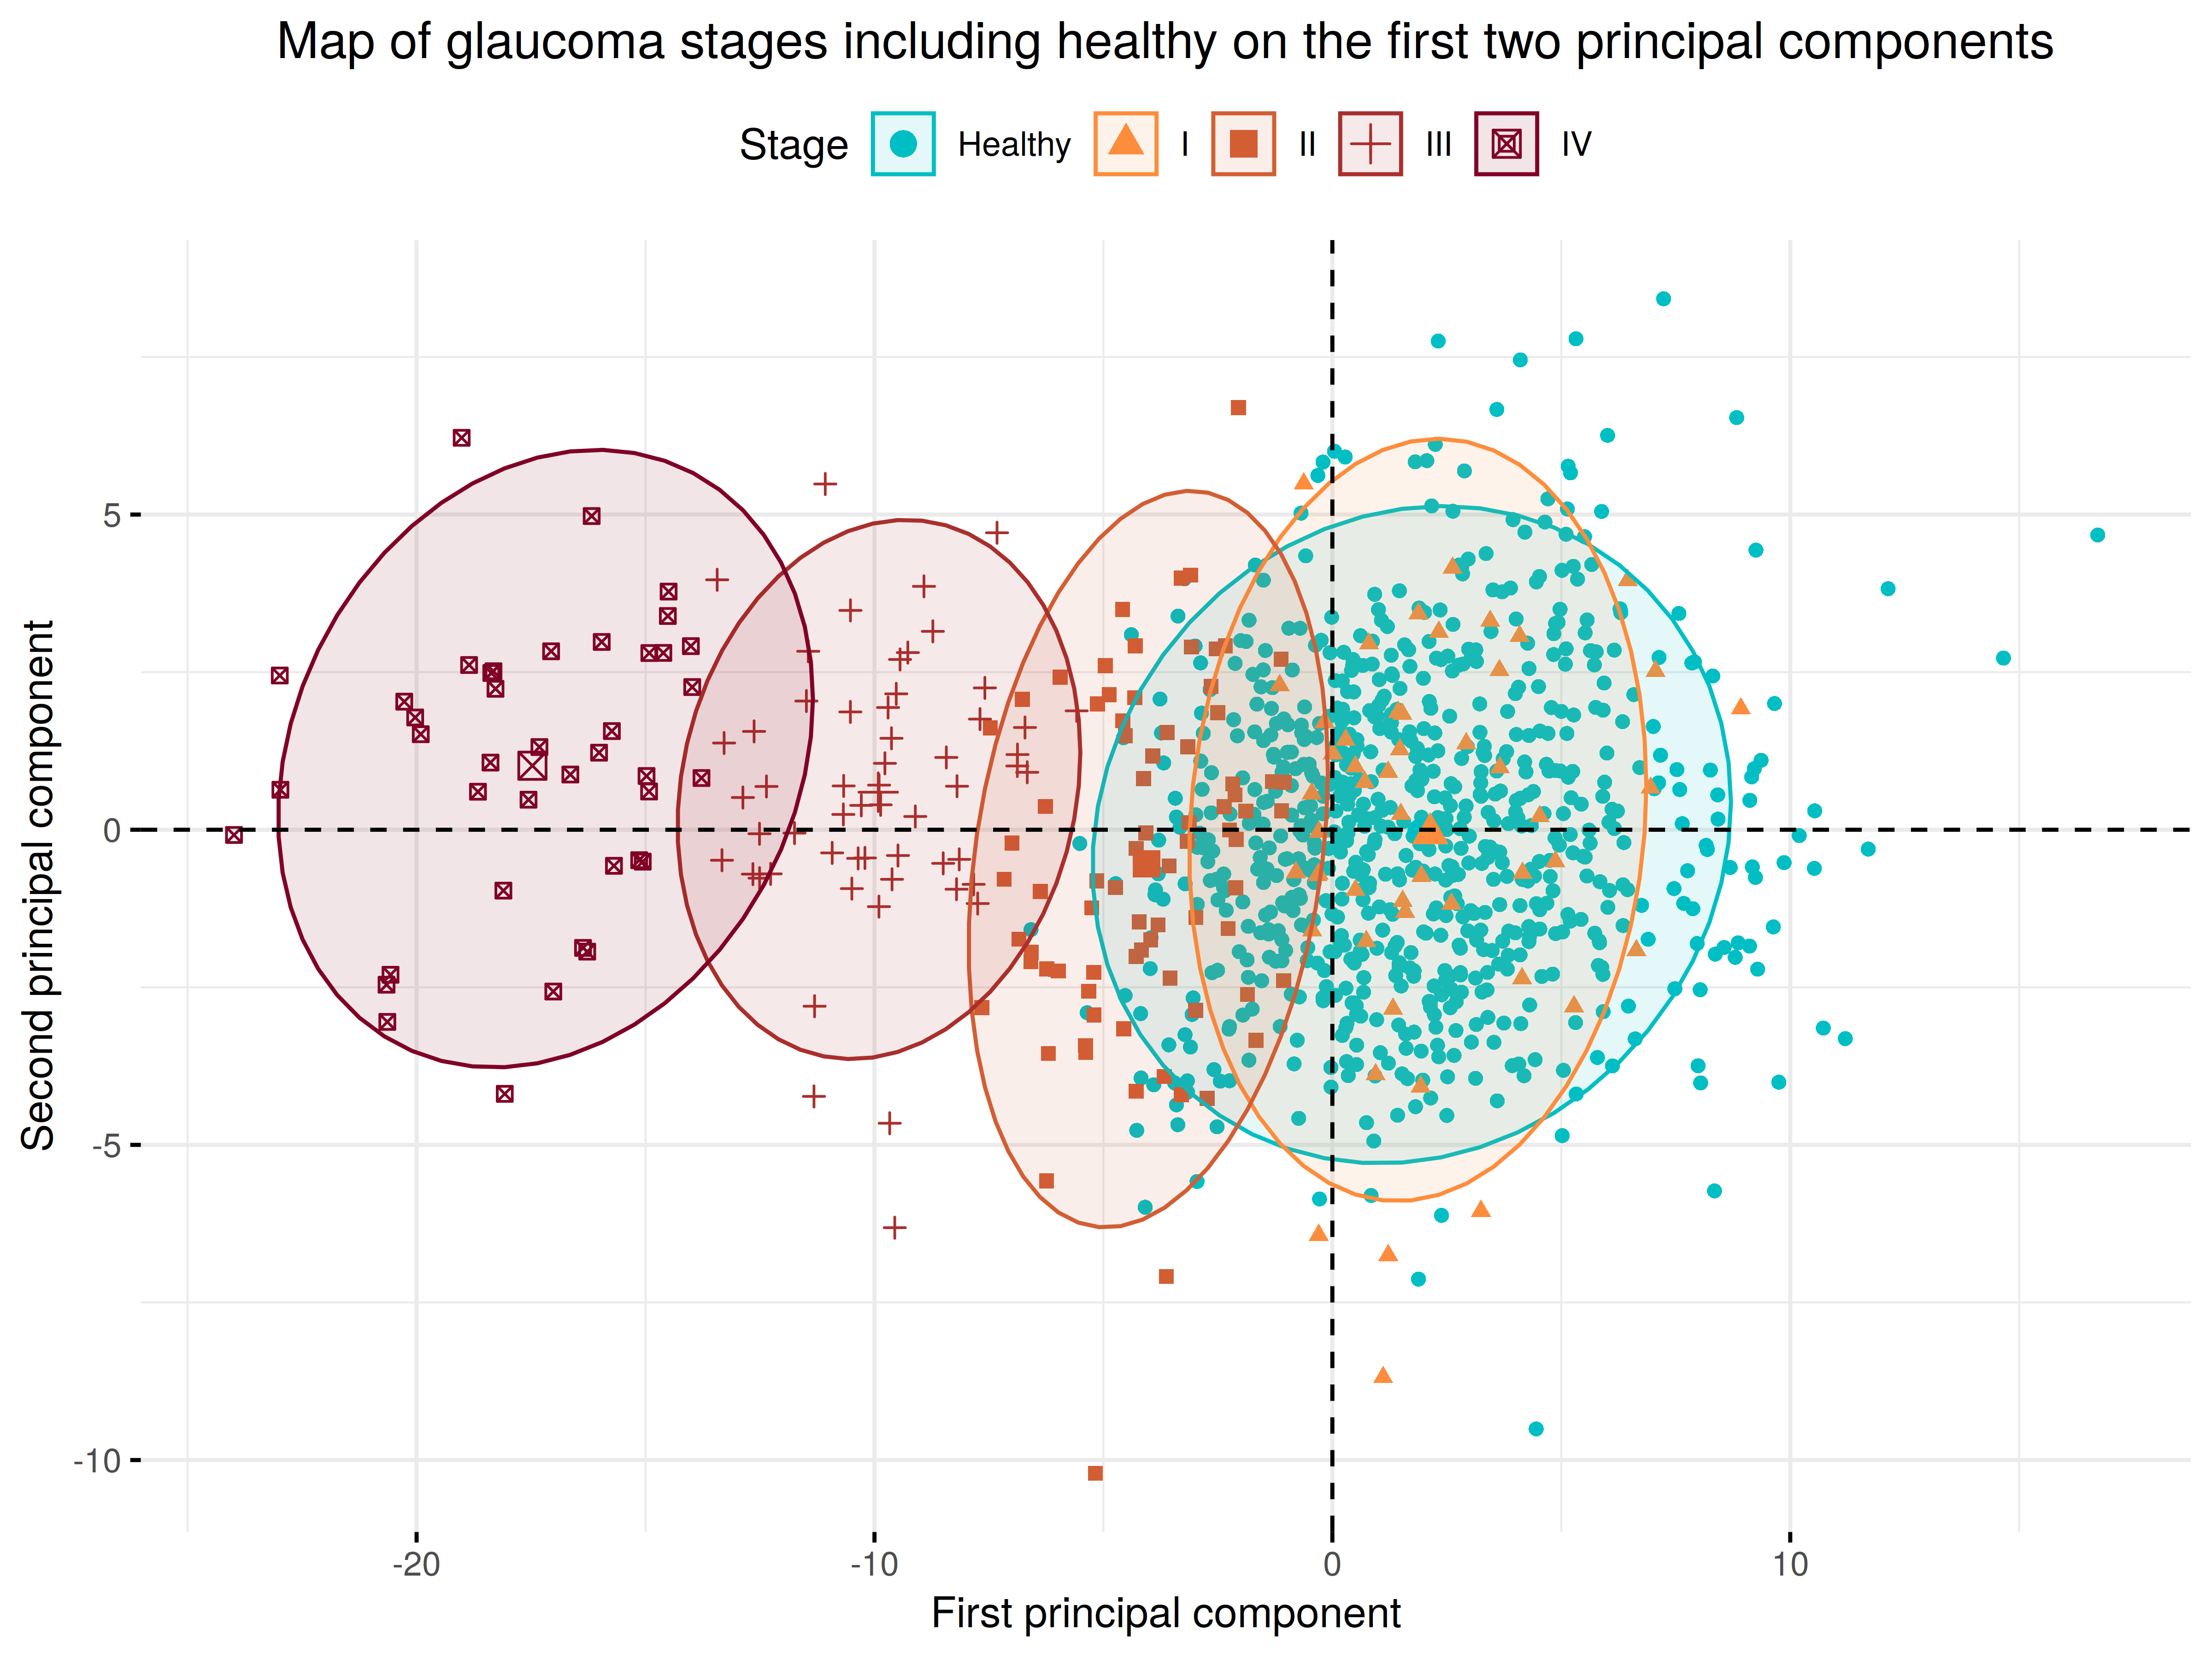 Map of glaucoma stages including healthy on the first two principal components
Stage Healthy I II III IV
Second principal component
5
0
-5
-10
-20 -10 0 10
First principal component